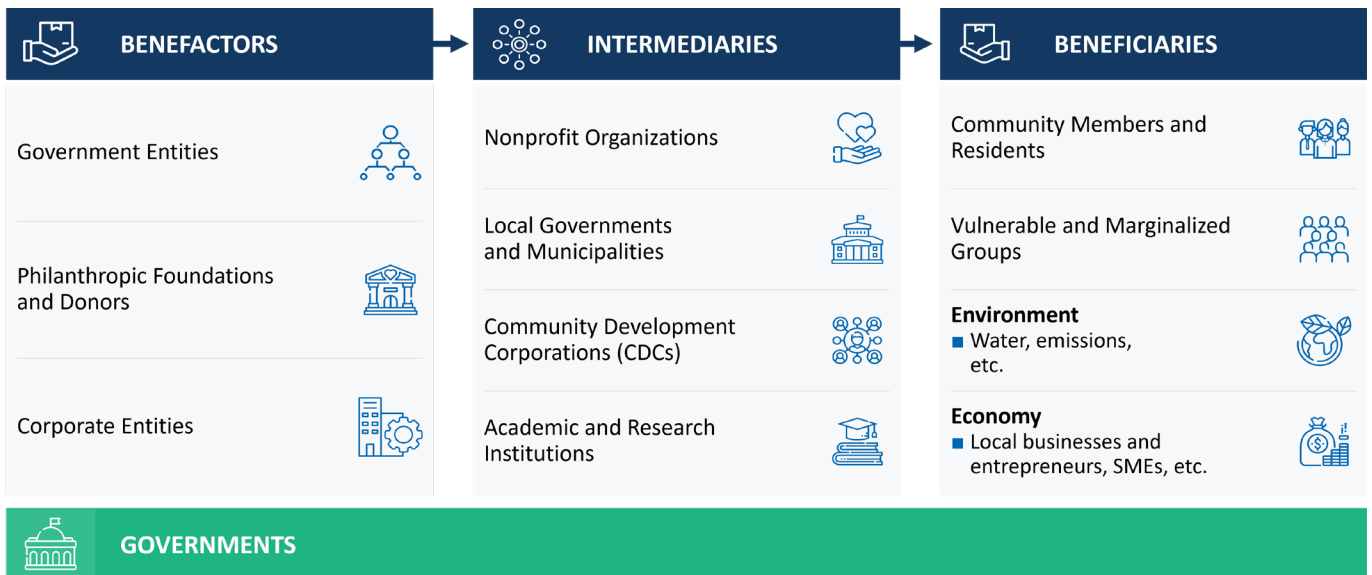 BENEFACTORS
Government Entities
Philanthropic Foundations
and Donors
Corporate Entities
INTERMEDIARIES
Nonprofit Organizations
Local Governments
and Municipalities
Community Development
Corporations (CDCs)
Academic and Research
Institutions
BENEFICIARIES
Community Members and
Residents
Vulnerable and Marginalized
Groups
Environment
■ Water, emissions,
etc.
Economy
■ Local businesses and
entrepreneurs, SMEs, etc.
GOVERNMENTS